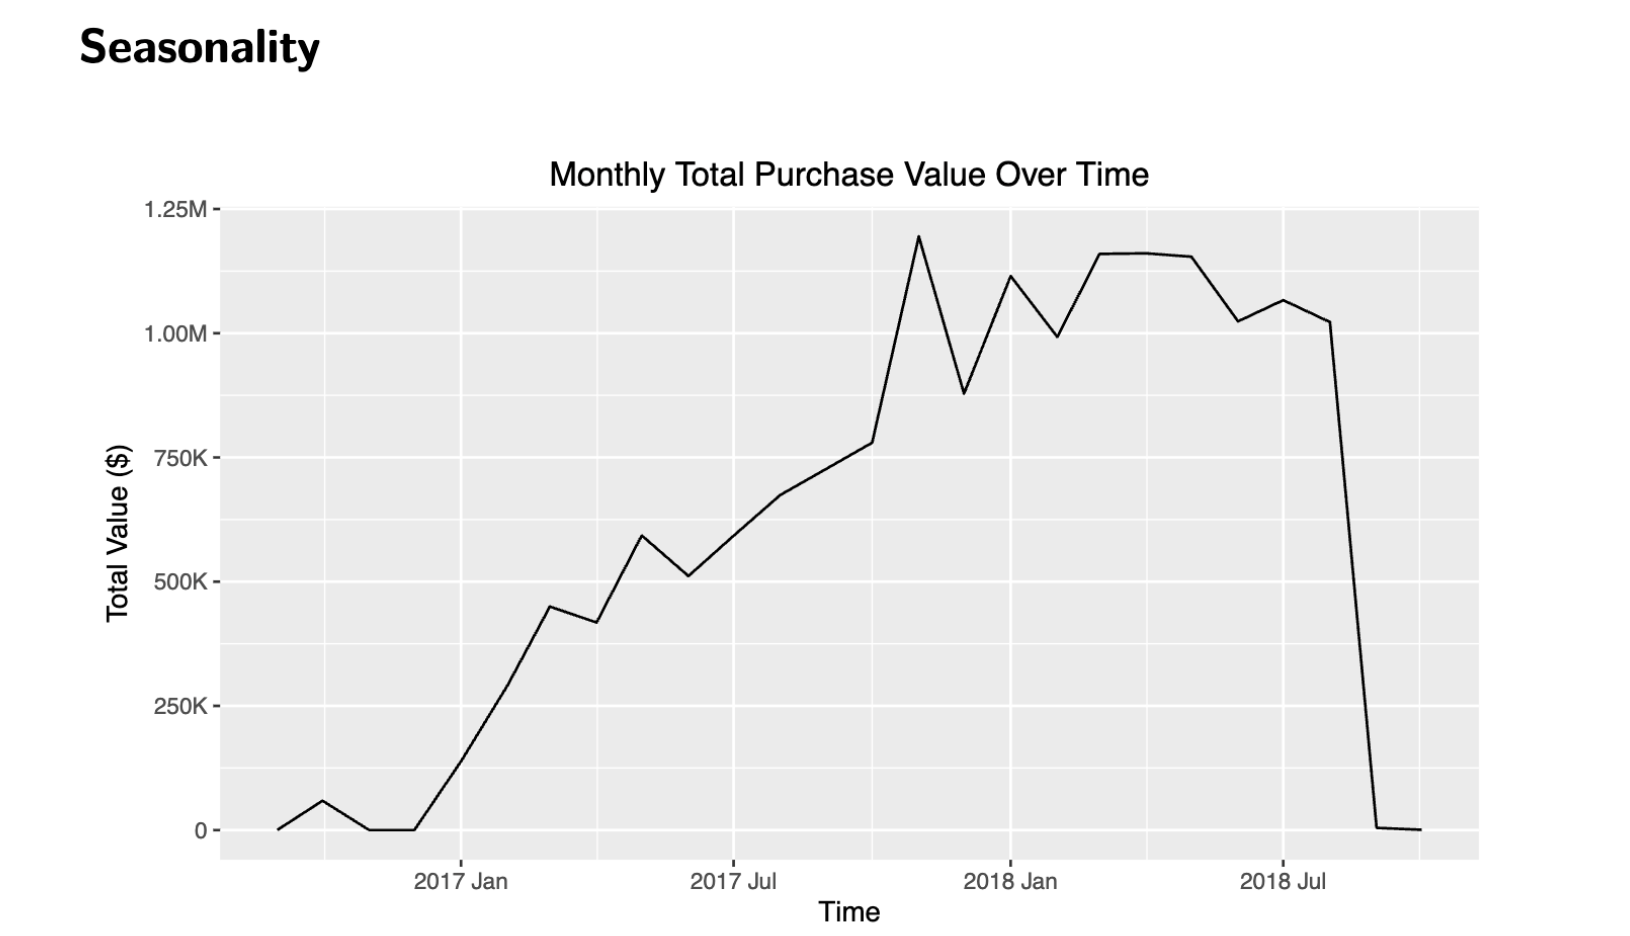 Seasonality
Monthly Total Purchase Value Over Time
1.25M
1.00M
750K
500K
250K
0
Total Value ($)
2017 Jan
2017 Jul
2018 Jan
2018 Jul
Time